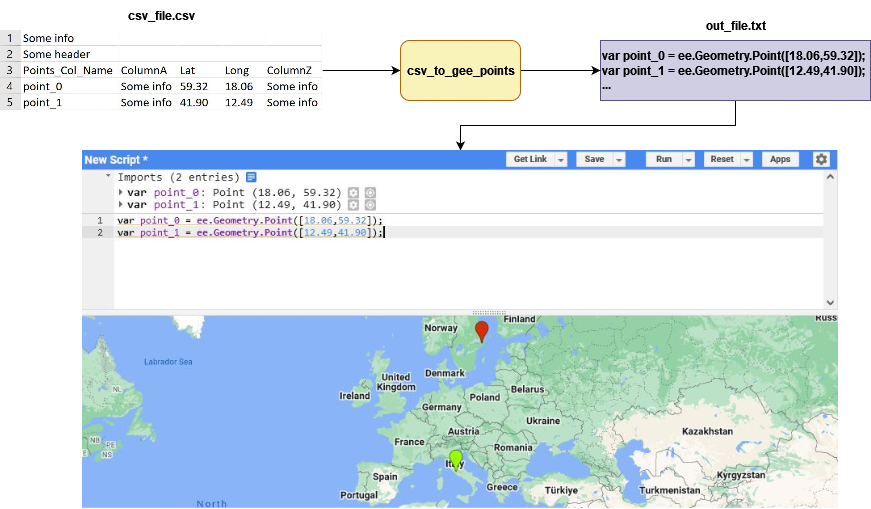 csv_file.csv
1 Some info
2 Some header
3 Points_Col_Name ColumnA Lat Long ColumnZ
4 point_0 Some info 59.32 18.06 Some info
5 point_1 Some info 41.90 12.49 Some info
csv_to_gee_points
out_file.txt
var point_0 = ee.Geometry.Point([18.06,59.32]);
var point_1 = ee.Geometry.Point([12.49,41.90]);
...
New Script * Get Link Save Run Reset Apps
Imports (2 entries)
var point_0: Point (18.06, 59.32)
var point_1: Point (12.49, 41.90)
1 var point_0 = ee.Geometry.Point([18.06,59.32]);
2 var point_1 = ee.Geometry.Point([12.49,41.90]);
Finland
Russ
Norway
Labrador Sea
Denmark
United
Kingdom
Belarus
NL
Ireland
Poland
Germany
Ukraine
Austria
Kazakhstan
NB PE
France
Romania
NS
Italy
Spain
Kyrgyzstan
Greece
Türkiye
Turkmenistan
Portugal
North